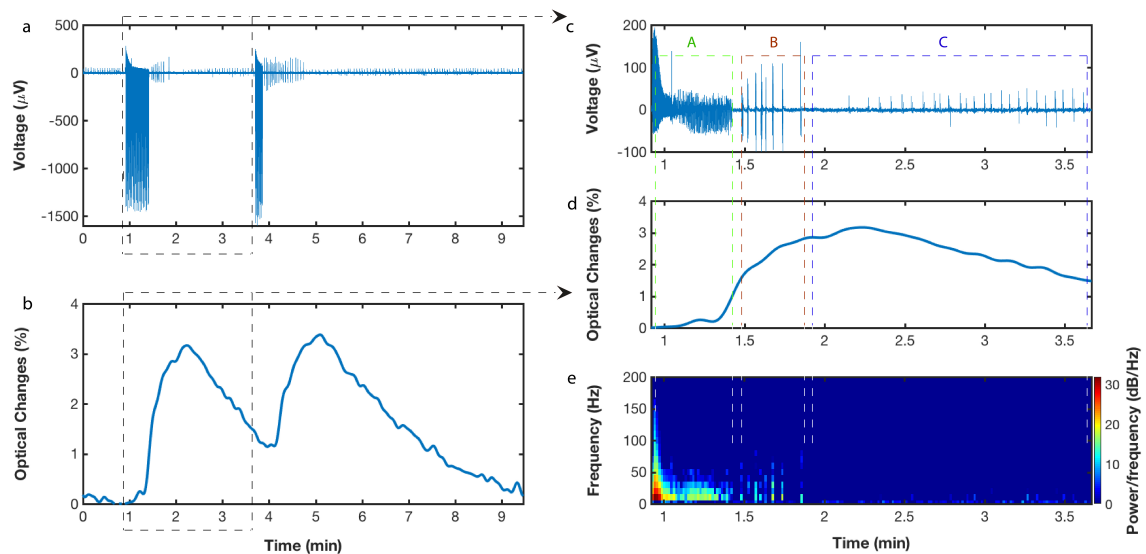 a
500
0
-500
-1000
-1500
Voltage (μV)
0 1 2 3 4 5 6 7 8 9
b
4
3
2
1
0
Optical Changes (%)
0 1 2 3 4 5 6 7 8 9
Time (min)
c
A B C
200
100
0
-100
Voltage (μV)
1 1.5 2 2.5 3 3.5
d
4
3
2
1
0
Optical Changes (%)
1 1.5 2 2.5 3 3.5
e
200
150
100
50
0
Frequency (Hz)
1 1.5 2 2.5 3 3.5
Time (min)
30
20
10
0
Power/frequency (dB/Hz)